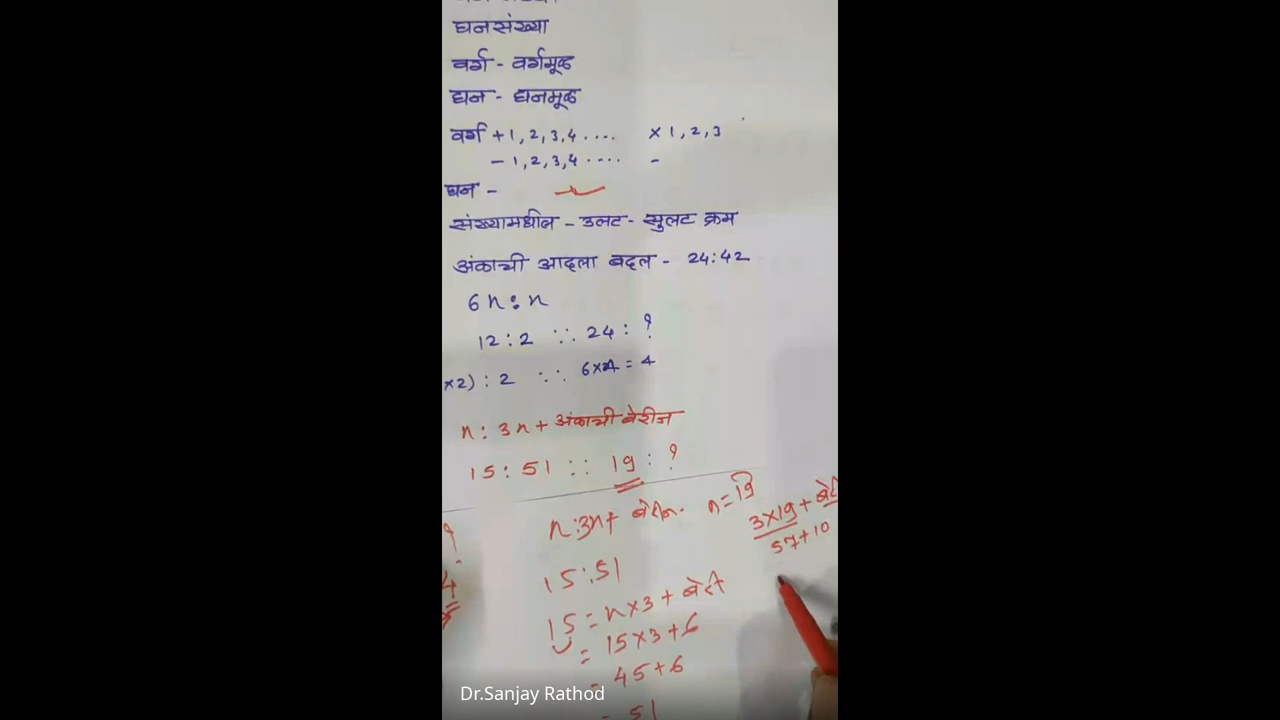 घनसंख्या
वर्ग - वर्गमूळ
घन - घनमूळ
वर्ग +1, 2, 3, 4 .... × 1, 2, 3
- 1, 2, 3, 4 .... -
घन -
संख्यामधील - उलट - सुलट क्रम
अंकाची आदला बदल - 24:42
6n : n
12 : 2 :: 24 : ?
×2) : 2 :: 6×4 = 4
n : 3n + अंकाची बेरीज
15 : 51 :: 19 : ?
n:3n+ बेरीज. n=19
3×19 +
57+10
15:51
15 = n×3 + बेरी
= 15×3+6
= 45+6
= 51
?
4
Dr.Sanjay Rathod